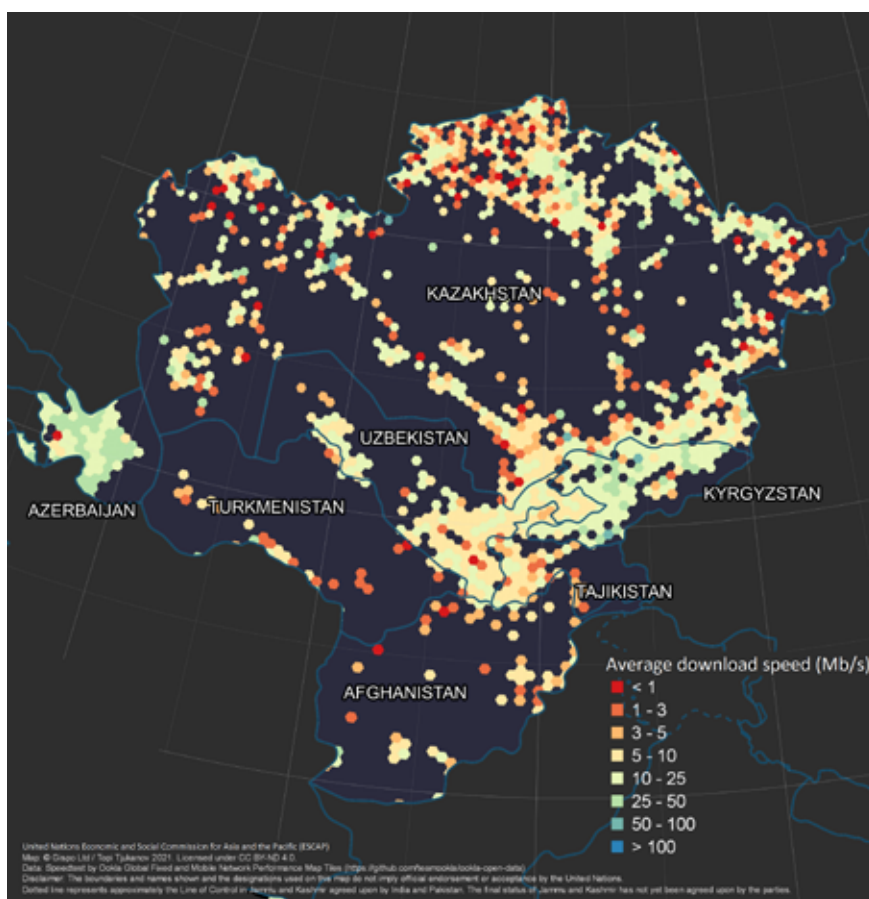 KAZAKHSTAN
UZBEKISTAN
KYRGYZSTAN
AZERBAIJAN
TURKMENISTAN
TAJIKISTAN
AFGHANISTAN
Average download speed (Mb/s)
< 1
1 - 3
3 - 5
5 - 10
10 - 25
25 - 50
50 - 100
> 100
United Nations Economic and Social Commission for Asia and the Pacific (ESCAP)
Map: © Gispo Ltd / Topi Tjukanov 2021. Licensed under CC BY-ND 4.0.
Data: Speedtest by Ookla Global Fixed and Mobile Network Performance Map Tiles (https://github.com/teamookla/ookla-open-data)
Disclaimer: The boundaries and names shown and the designations used on this map do not imply official endorsement or acceptance by the United Nations.
Dotted line represents approximately the Line of Control in Jammu and Kashmir agreed upon by India and Pakistan. The final status of Jammu and Kashmir has not yet been agreed upon by the parties.